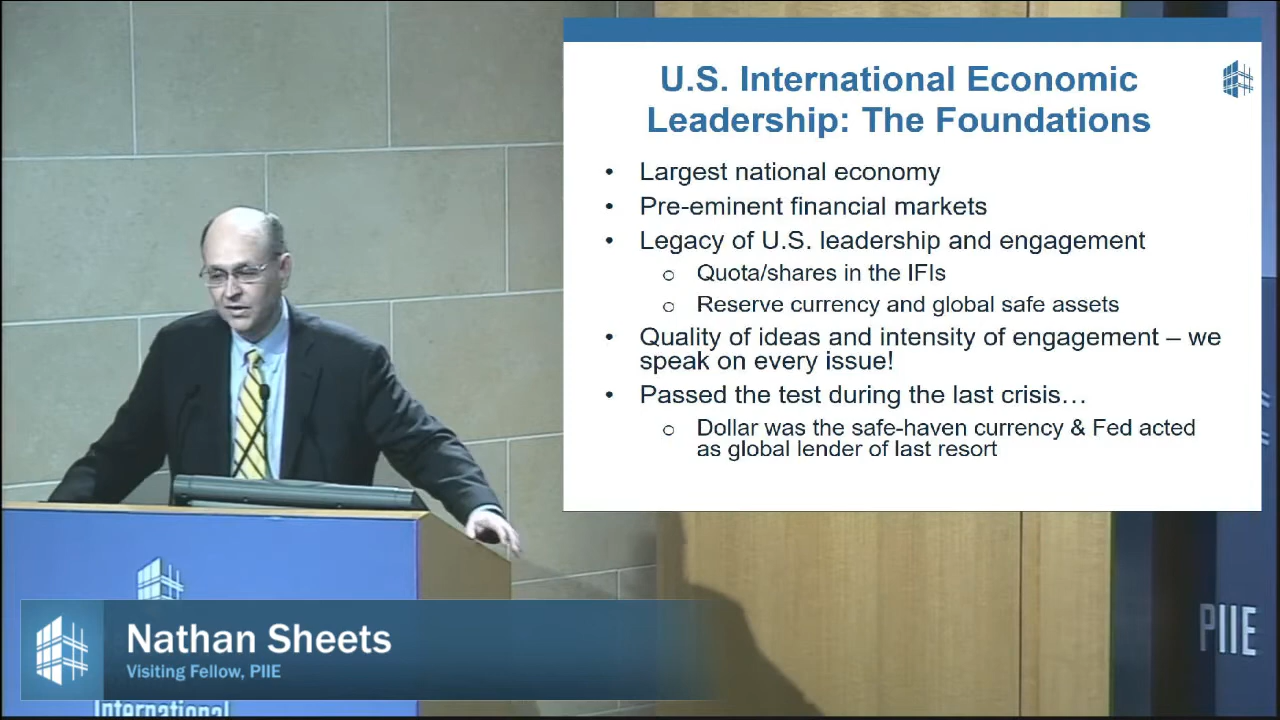 U.S. International Economic
Leadership: The Foundations
• Largest national economy
• Pre-eminent financial markets
• Legacy of U.S. leadership and engagement
o Quota/shares in the IFIs
o Reserve currency and global safe assets
• Quality of ideas and intensity of engagement – we
speak on every issue!
• Passed the test during the last crisis…
o Dollar was the safe-haven currency & Fed acted
as global lender of last resort
PIIE
Nathan Sheets
Visiting Fellow, PIIE
International